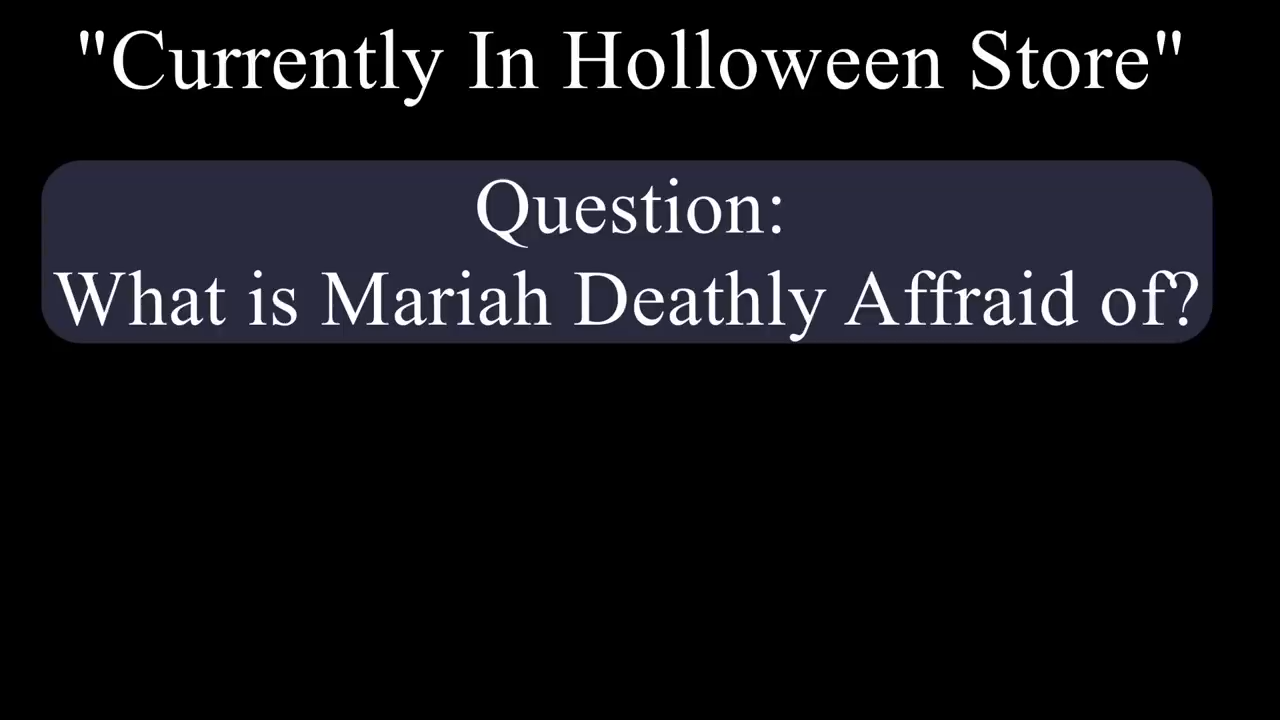 "Currently In Holloween Store"
Question:
What is Mariah Deathly Affraid of?